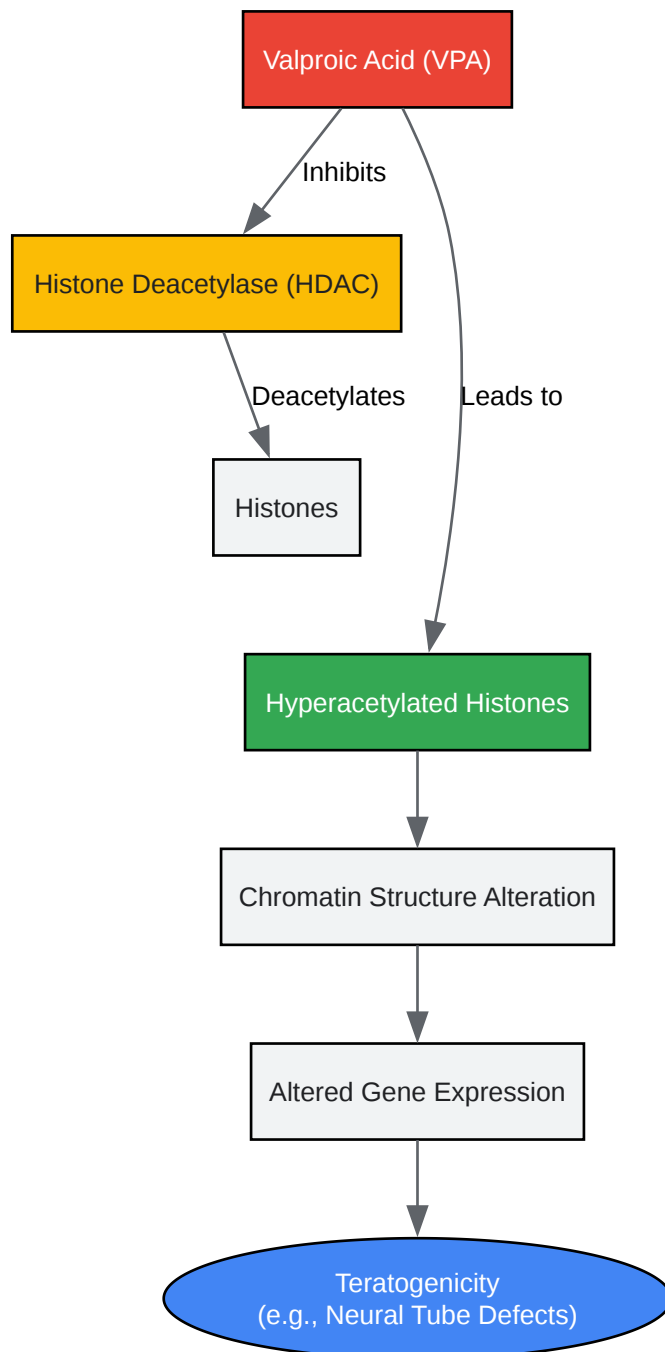 Valproic Acid (VPA)
Inhibits
Histone Deacetylase (HDAC)
Deacetylates
Leads to
Histones
Hyperacetylated Histones
Chromatin Structure Alteration
Altered Gene Expression
Teratogenicity
(e.g., Neural Tube Defects)